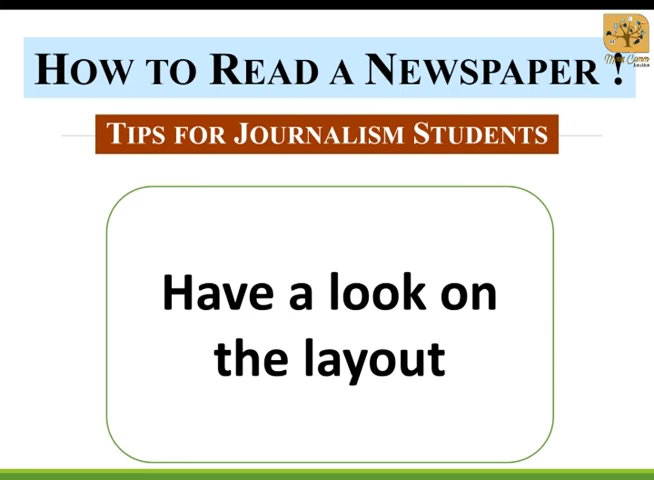 How to Read a Newspaper !
Tips for Journalism Students
Have a look on
the layout